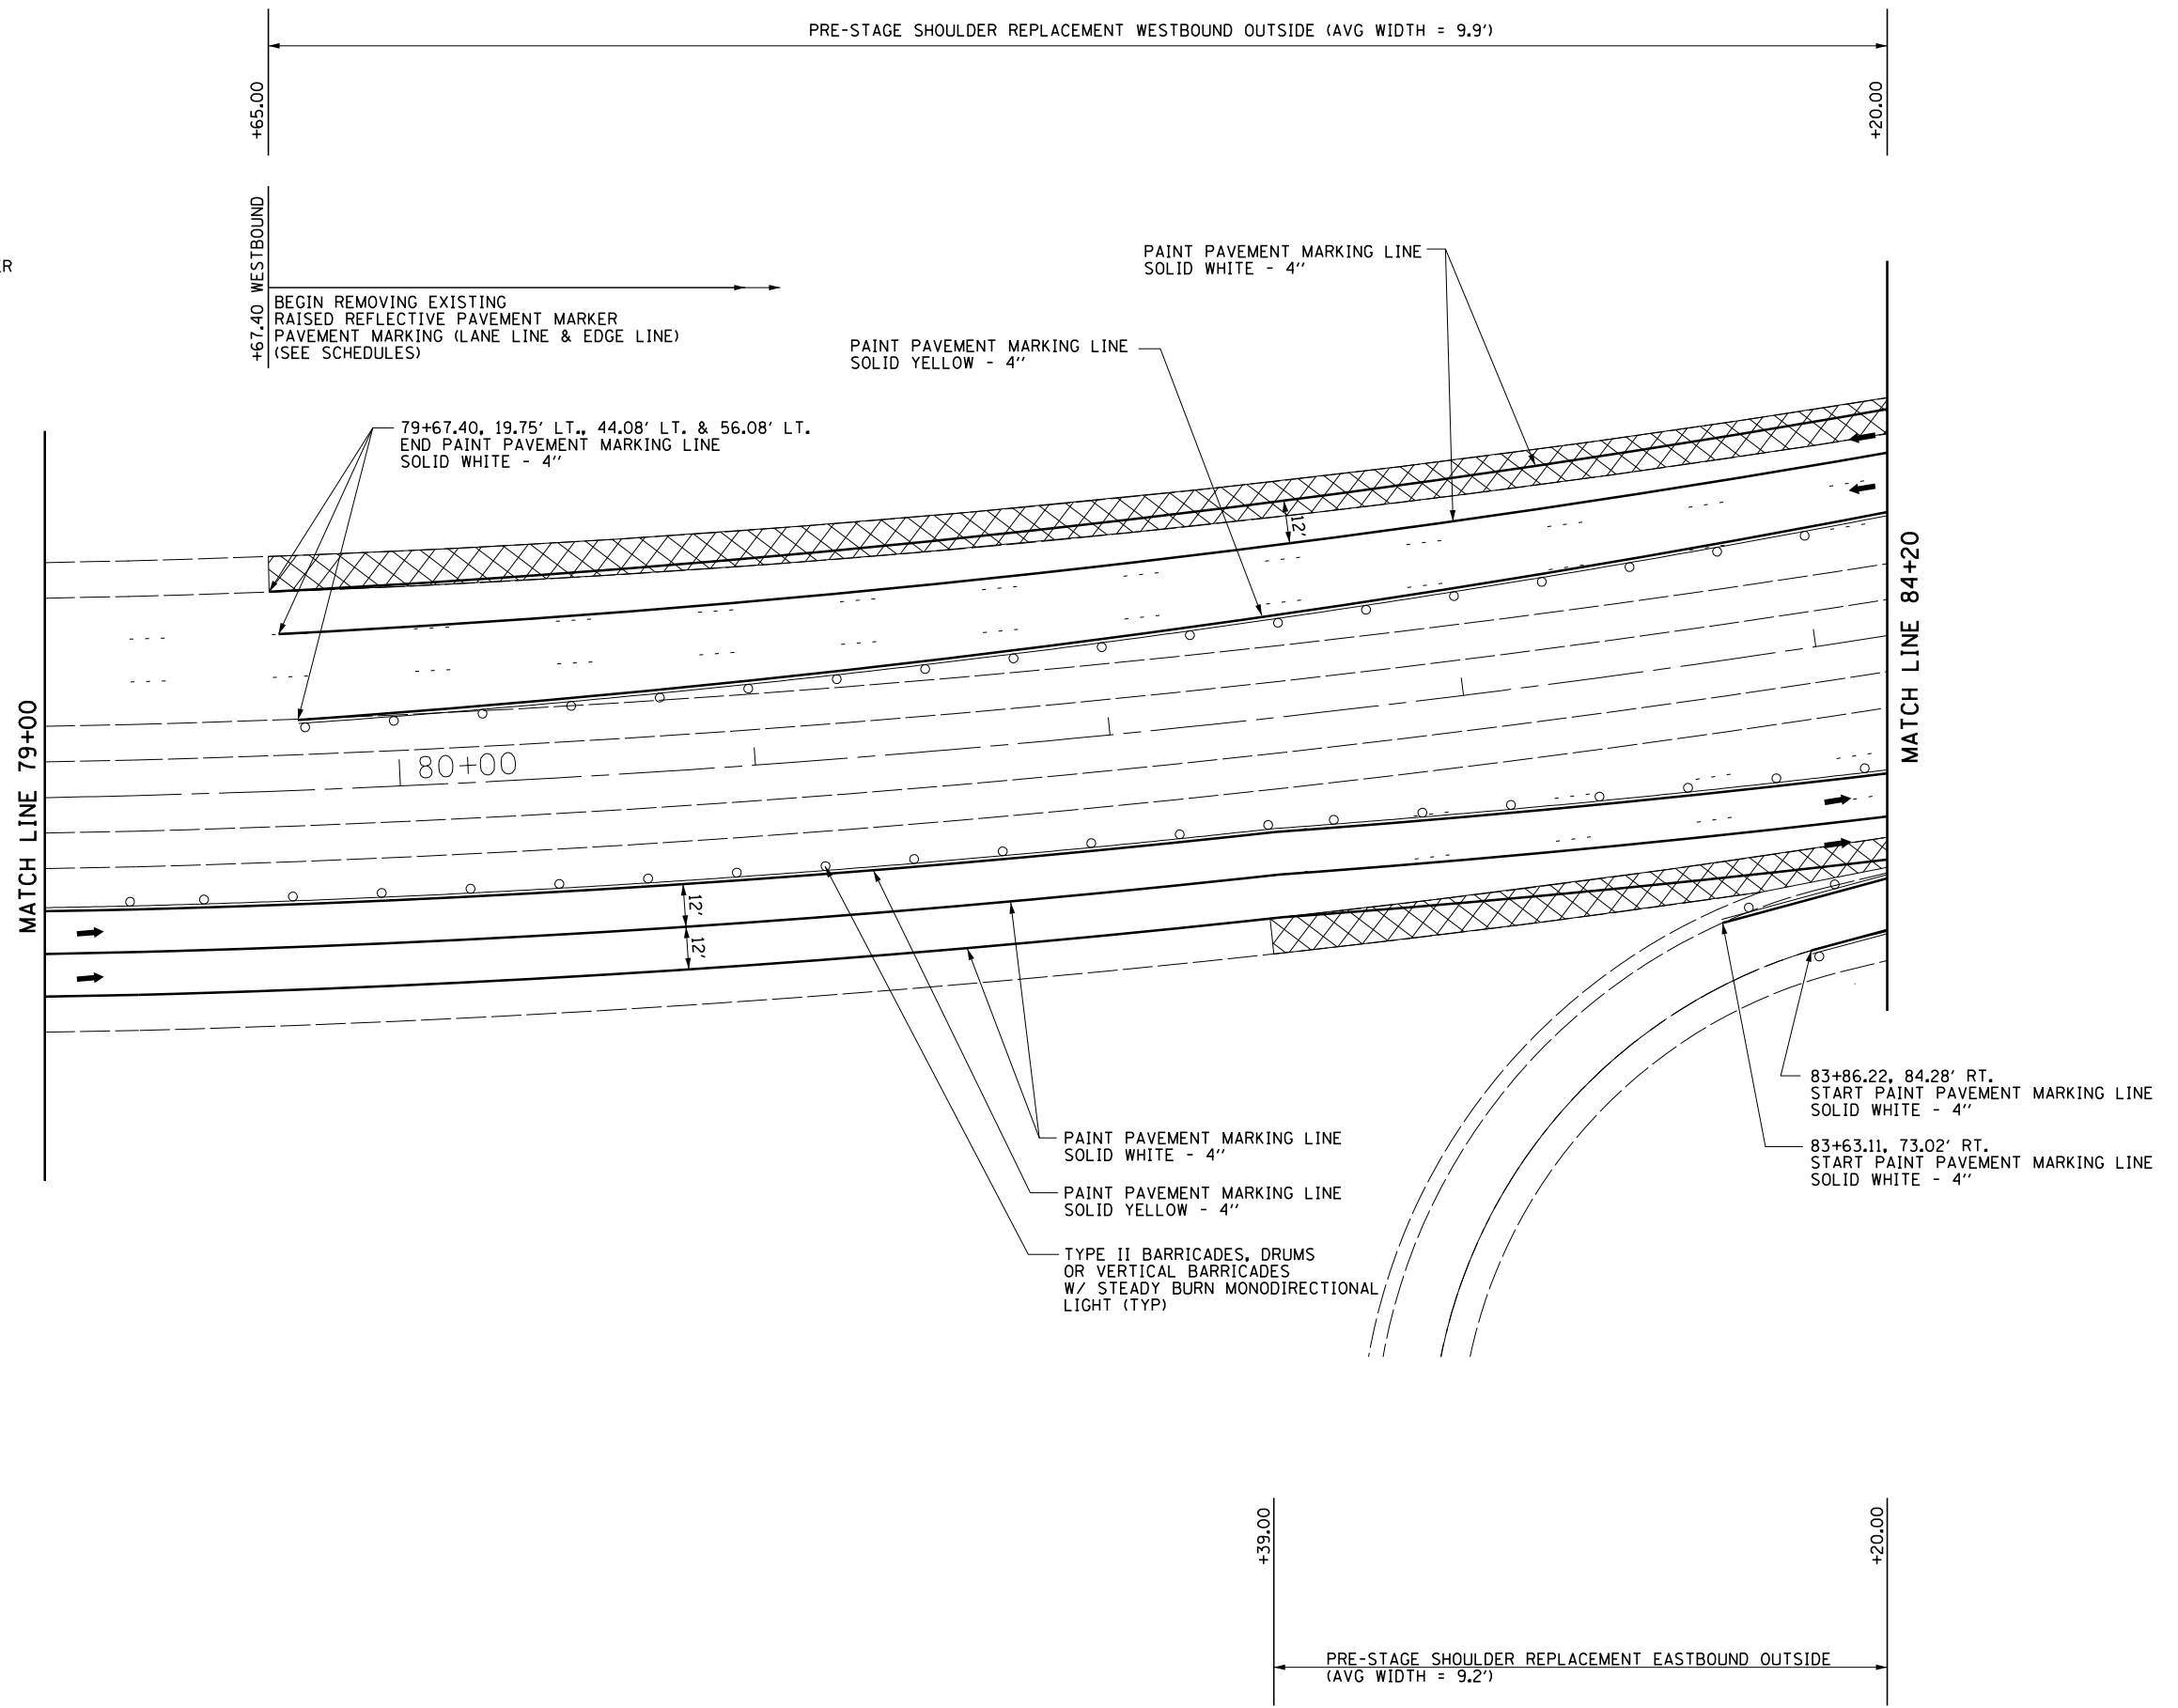 PRE-STAGE SHOULDER REPLACEMENT WESTBOUND OUTSIDE (AVG WIDTH = 9.9')
+65.00
+20.00
+67.40 WESTBOUND
ER
BEGIN REMOVING EXISTING
RAISED REFLECTIVE PAVEMENT MARKER
PAVEMENT MARKING (LANE LINE & EDGE LINE)
(SEE SCHEDULES)
PAINT PAVEMENT MARKING LINE
SOLID WHITE - 4''
PAINT PAVEMENT MARKING LINE
SOLID YELLOW - 4''
79+67.40, 19.75' LT., 44.08' LT. & 56.08' LT.
END PAINT PAVEMENT MARKING LINE
SOLID WHITE - 4''
12'
MATCH LINE 79+00
80+00
MATCH LINE 84+20
12'
12'
83+86.22, 84.28' RT.
START PAINT PAVEMENT MARKING LINE
SOLID WHITE - 4''
83+63.11, 73.02' RT.
START PAINT PAVEMENT MARKING LINE
SOLID WHITE - 4''
PAINT PAVEMENT MARKING LINE
SOLID WHITE - 4''
PAINT PAVEMENT MARKING LINE
SOLID YELLOW - 4''
TYPE II BARRICADES, DRUMS
OR VERTICAL BARRICADES
W/ STEADY BURN MONODIRECTIONAL
LIGHT (TYP)
+39.00
+20.00
PRE-STAGE SHOULDER REPLACEMENT EASTBOUND OUTSIDE
(AVG WIDTH = 9.2')